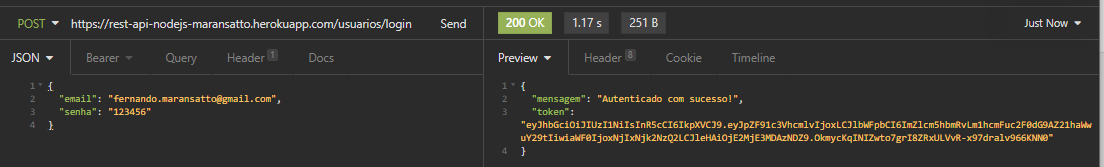 POST https://rest-api-nodejs-maransatto.herokuapp.com/usuarios/login Send 200 OK 1.17 s 251 B Just Now
JSON Bearer Query Header 1 Docs Preview Header 8 Cookie Timeline
1 {
2 "email": "fernando.maransatto@gmail.com",
3 "senha": "123456"
4 }
1 {
2 "mensagem": "Autenticado com sucesso!",
3 "token":
"eyJhbGciOiJIUzI1NiIsInR5cCI6IkpXVCJ9.eyJpZF91c3VhcmlvIjoxLCJlbWFpbCI6ImZlcm5hbmRvLm1hcmFuc2F0dG9AZ21haWw
uY29tIiwiaWF0IjoxNjIxNjk2NzQ2LCJleHAiOjE2MjE3MDAzNDZ9.OkmycKqINIZwto7grI8ZRxULVvR-x97dralv966KNN0"
4 }